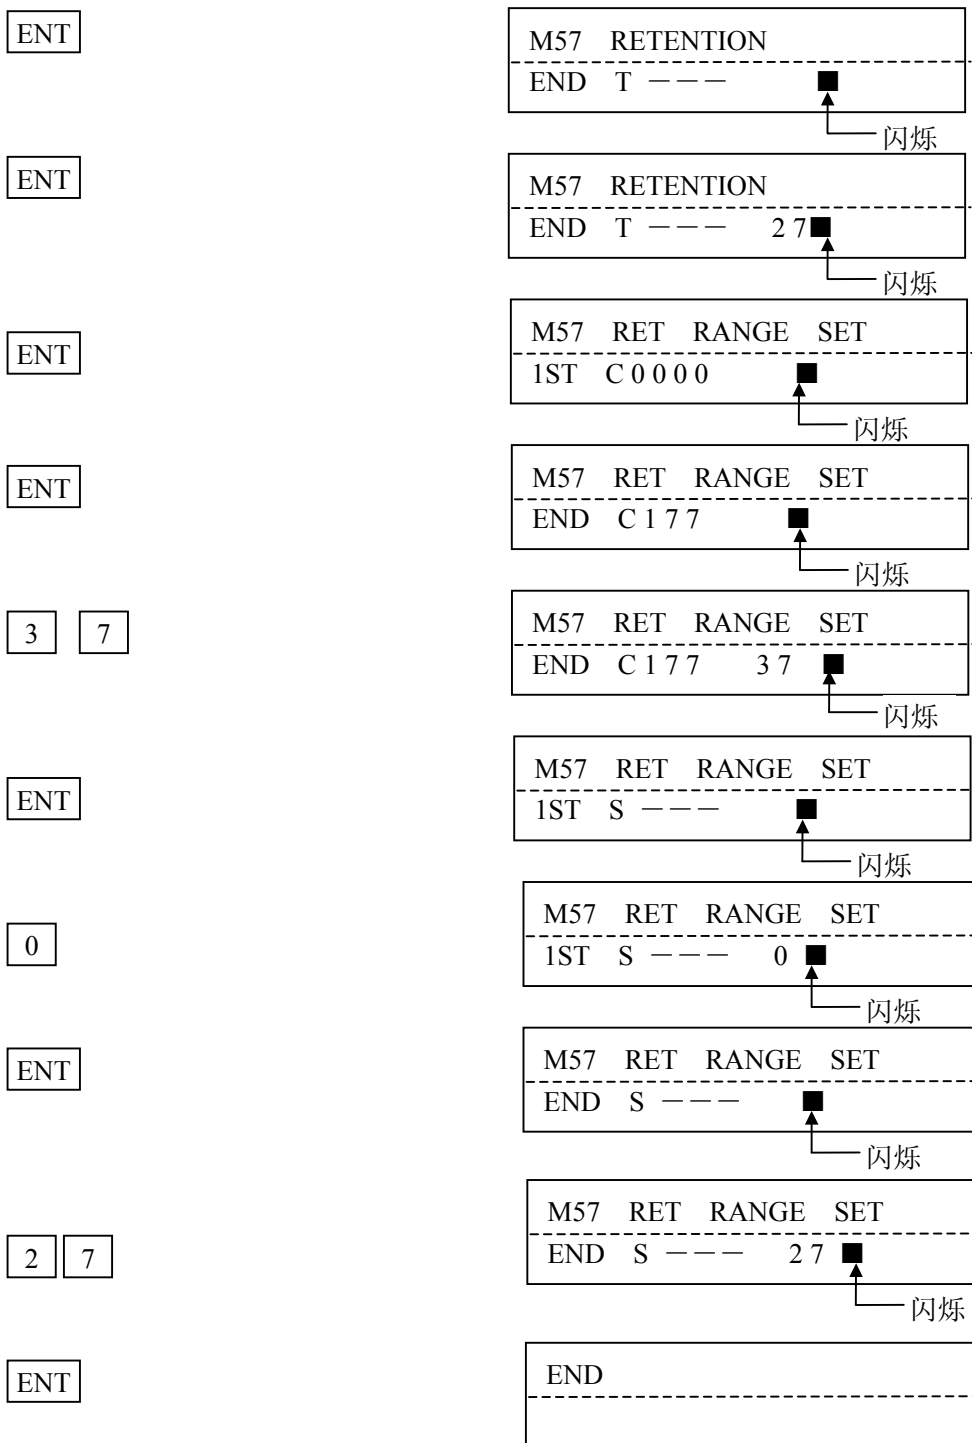 ENT
M57 RETENTION
END T －－－ ■
闪烁
ENT
M57 RETENTION
END T －－－ 2 7■
闪烁
ENT
M57 RET RANGE SET
1ST C 0 0 0 0 ■
闪烁
ENT
M57 RET RANGE SET
END C 1 7 7 ■
闪烁
3 7
M57 RET RANGE SET
END C 1 7 7 3 7 ■
闪烁
ENT
M57 RET RANGE SET
1ST S －－－ ■
闪烁
0
M57 RET RANGE SET
1ST S －－－ 0 ■
闪烁
ENT
M57 RET RANGE SET
END S －－－ ■
闪烁
2 7
M57 RET RANGE SET
END S －－－ 2 7 ■
闪烁
ENT
END